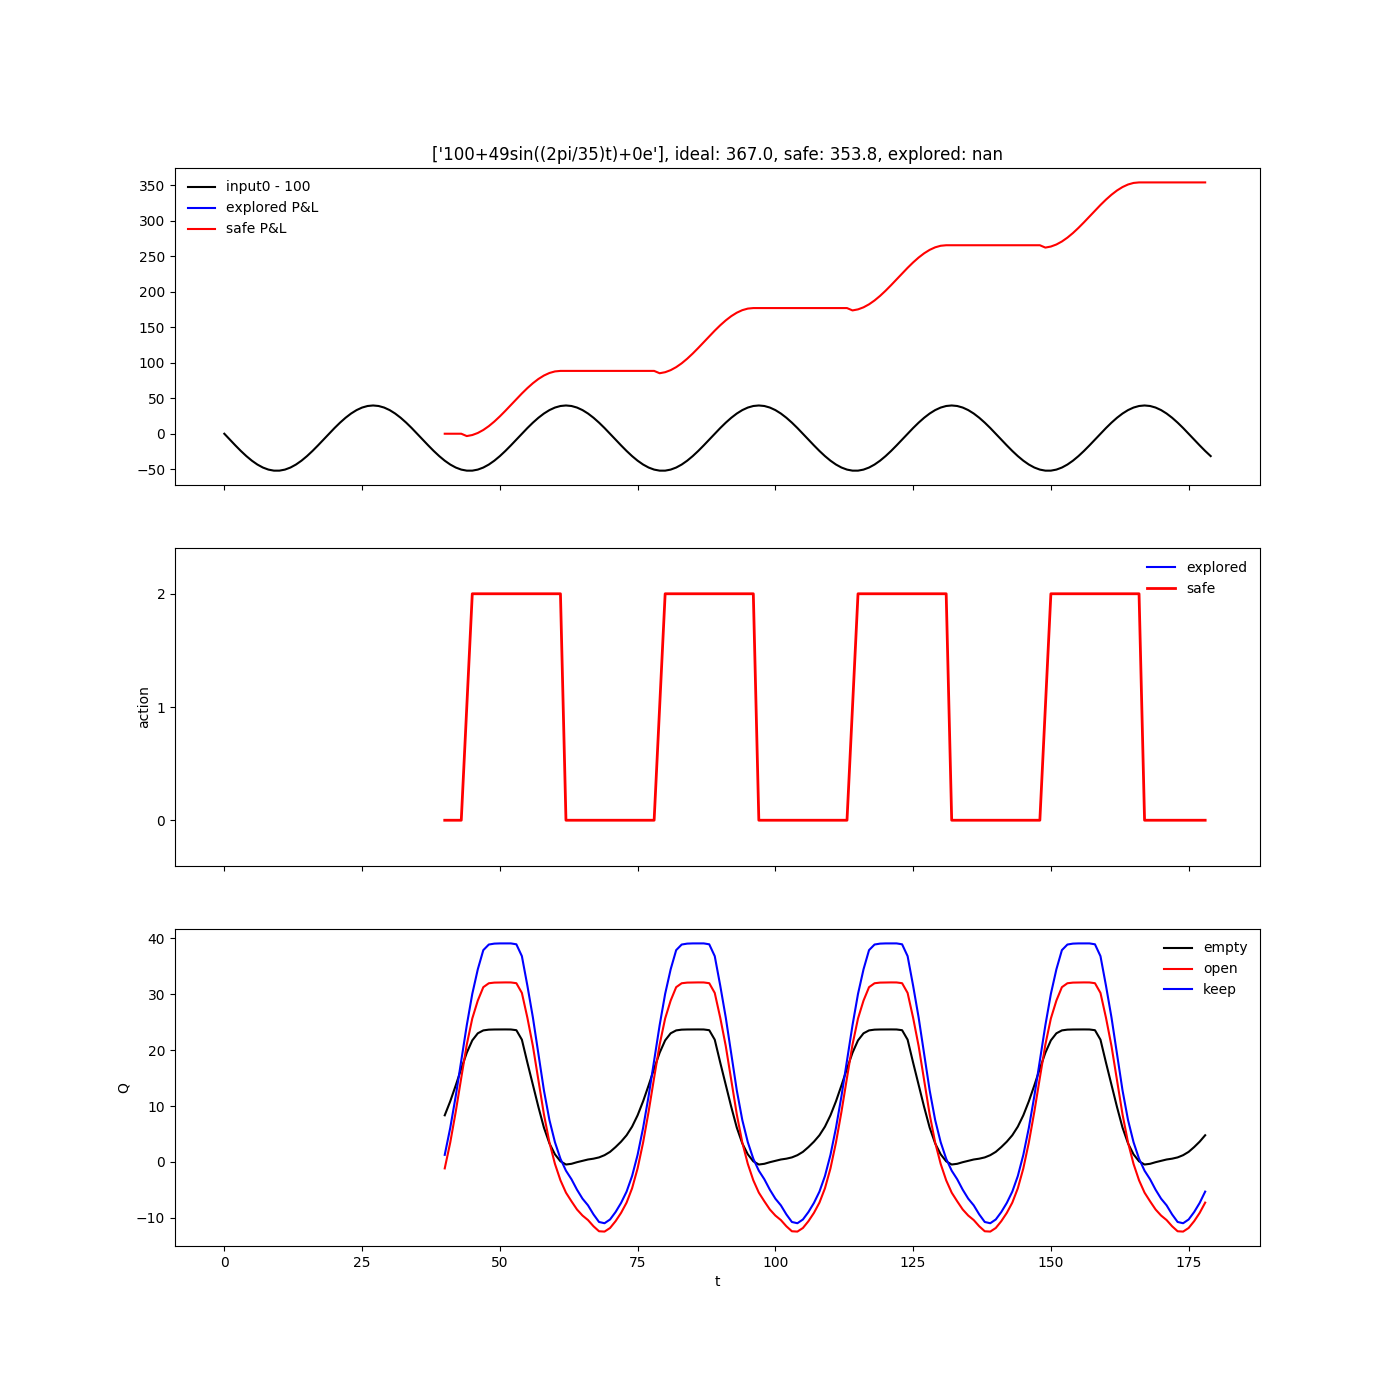 ['100+49sin((2pi/35)t)+0e'], ideal: 367.0, safe: 353.8, explored: nan
350
300
250
200
150
100
50
0
−50
input0 - 100
explored P&L
safe P&L
2
1
0
action
explored
safe
40
30
20
10
0
−10
Q
empty
open
keep
0 25 50 75 100 125 150 175
t